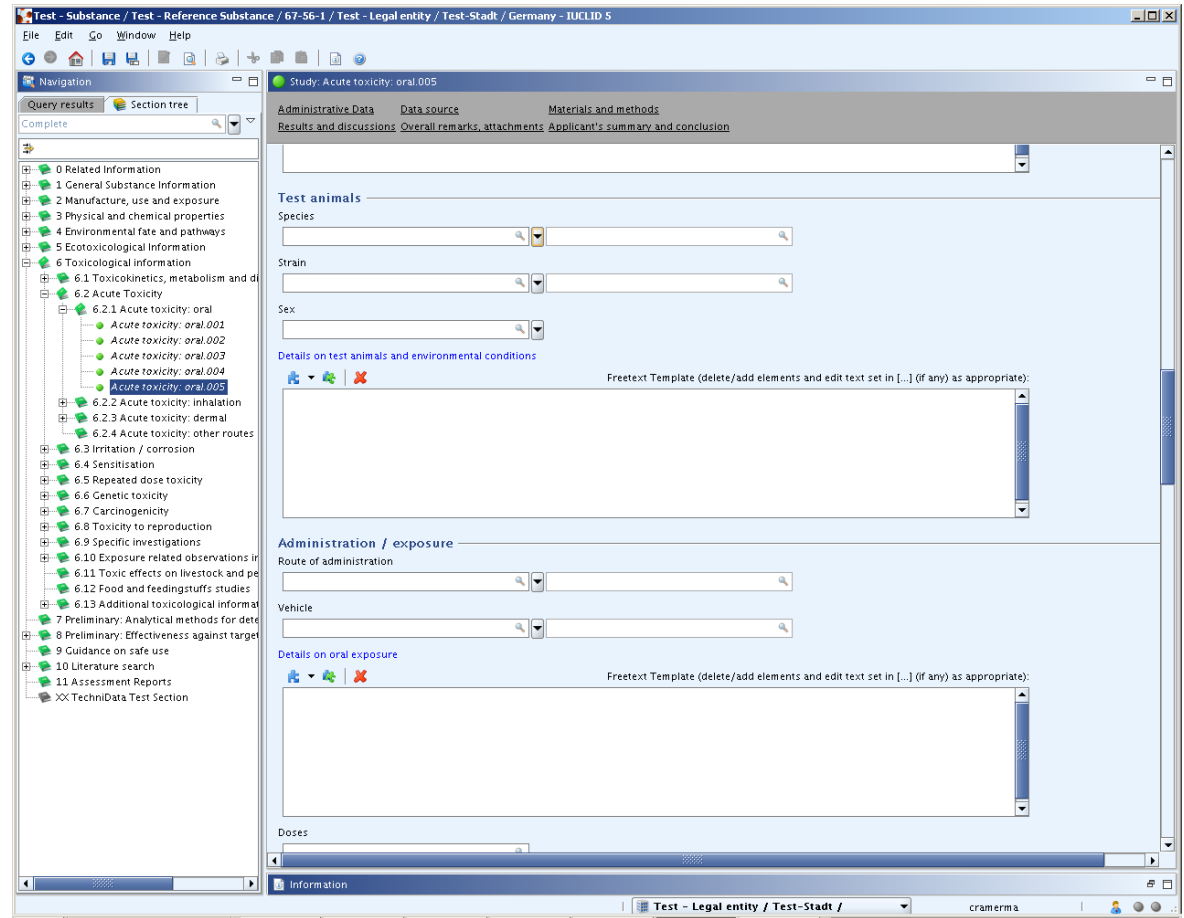 Test - Substance / Test - Reference Substance / 67-56-1 / Test - Legal entity / Test-Stadt / Germany - IUCLID 5
File Edit Go Window Help
Navigation
Query results Section tree
Complete
0 Related Information
1 General Substance Information
2 Manufacture, use and exposure
3 Physical and chemical properties
4 Environmental fate and pathways
5 Ecotoxicological Information
6 Toxicological information
6.1 Toxicokinetics, metabolism and di
6.2 Acute Toxicity
6.2.1 Acute toxicity: oral
Acute toxicity: oral.001
Acute toxicity: oral.002
Acute toxicity: oral.003
Acute toxicity: oral.004
Acute toxicity: oral.005
6.2.2 Acute toxicity: inhalation
6.2.3 Acute toxicity: dermal
6.2.4 Acute toxicity: other routes
6.3 Irritation / corrosion
6.4 Sensitisation
6.5 Repeated dose toxicity
6.6 Genetic toxicity
6.7 Carcinogenicity
6.8 Toxicity to reproduction
6.9 Specific investigations
6.10 Exposure related observations in
6.11 Toxic effects on livestock and pe
6.12 Food and feedingstuffs studies
6.13 Additional toxicological informat
7 Preliminary: Analytical methods for dete
8 Preliminary: Effectiveness against target
9 Guidance on safe use
10 Literature search
11 Assessment Reports
XX TechniData Test Section
Study: Acute toxicity: oral.005
Administrative Data Data source Materials and methods
Results and discussions Overall remarks, attachments Applicant's summary and conclusion
Test animals
Species
Strain
Sex
Details on test animals and environmental conditions
Freetext Template (delete/add elements and edit text set in [...] (if any) as appropriate):
Administration / exposure
Route of administration
Vehicle
Details on oral exposure
Freetext Template (delete/add elements and edit text set in [...] (if any) as appropriate):
Doses
Information
Test - Legal entity / Test-Stadt /
cramerma